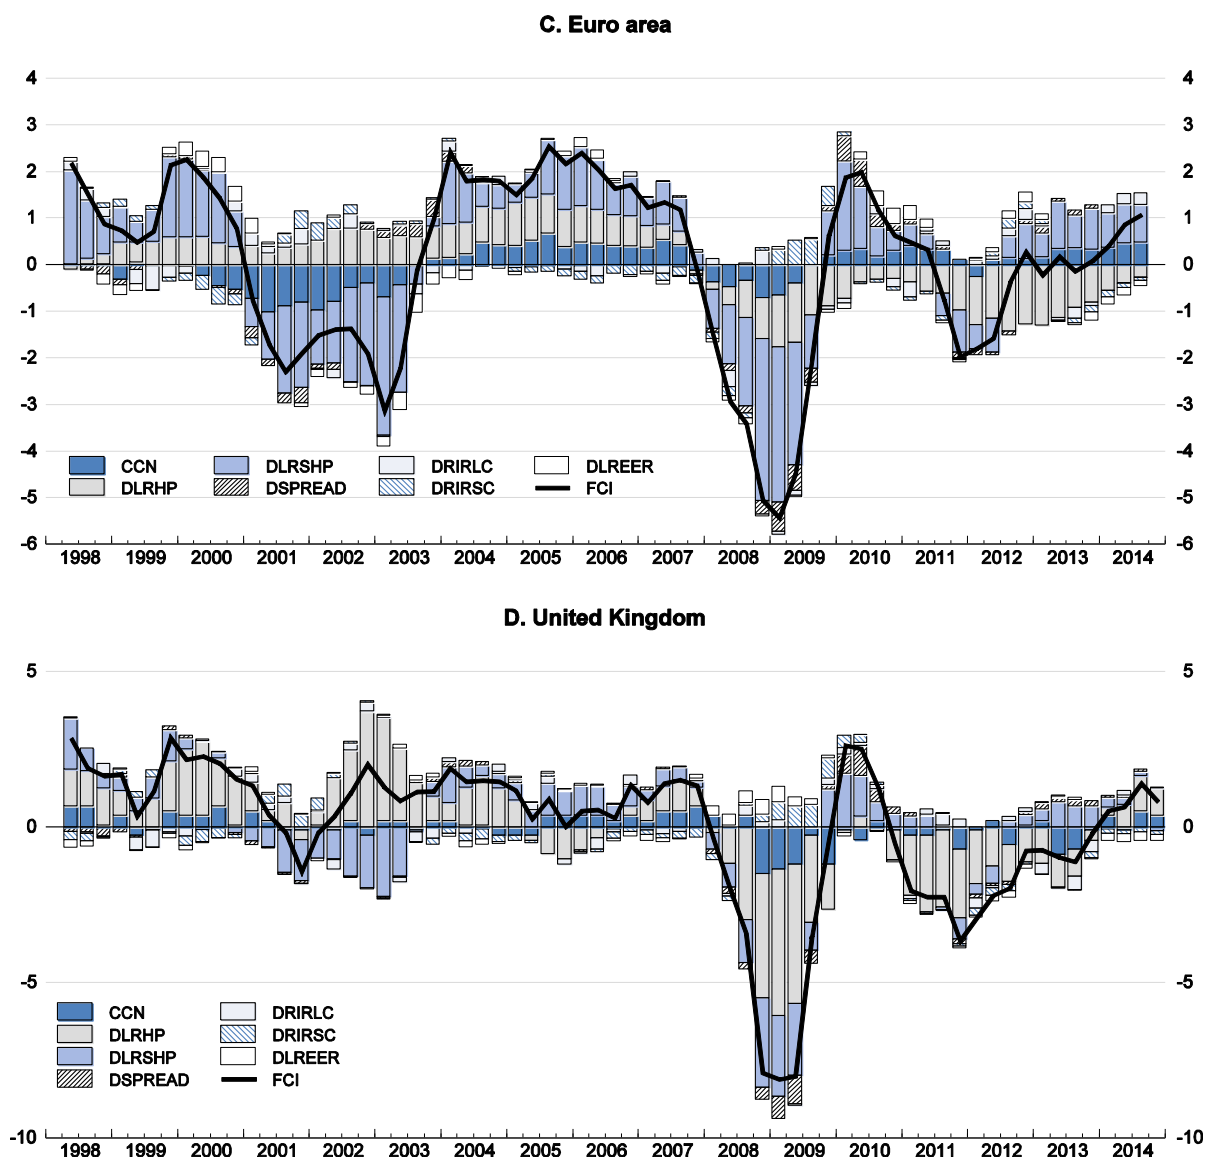 C. Euro area
4 4
3 3
2 2
1 1
0 0
-1 -1
-2 -2
-3 -3
-4 -4
-5 -5
-6 -6
CCN DLRSHP DRIRLC DLREER
DLRHP DSPREAD DRIRSC FCI
1998 1999 2000 2001 2002 2003 2004 2005 2006 2007 2008 2009 2010 2011 2012 2013 2014
D. United Kingdom
5 5
0 0
-5 -5
-10 -10
CCN DRIRLC
DLRHP DRIRSC
DLRSHP DLREER
DSPREAD FCI
1998 1999 2000 2001 2002 2003 2004 2005 2006 2007 2008 2009 2010 2011 2012 2013 2014